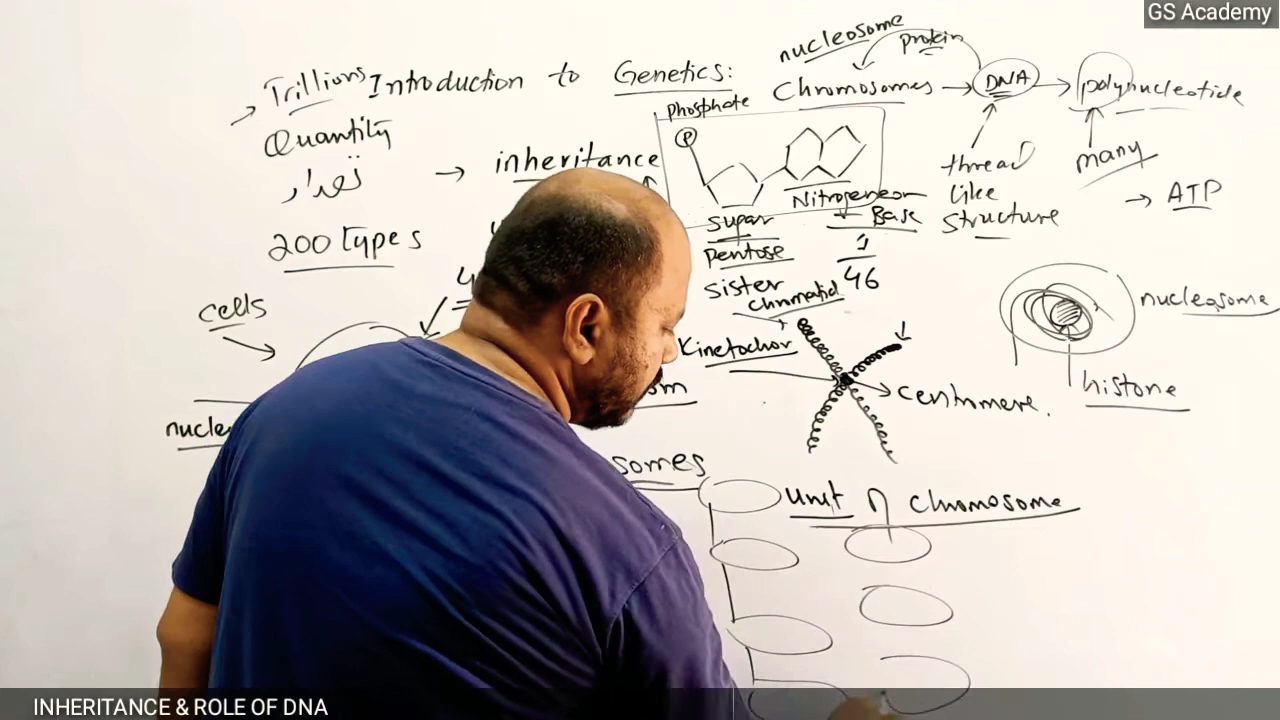 GS Academy
Trillions
Introduction to Genetics:
Quantity
تعداد
200 types
cells
→ inheritance
nucleosome
protein
Chromosomes → DNA → polynucleotide
phosphate
P
Nitrogeneon
Base
sugar
pentose
thread
like
structure
many
→ ATP
1
46
Sister
chromatid
Kinetochor
centromere.
nucleosome
histone
nucle
somes
unit of chromosome
INHERITANCE & ROLE OF DNA